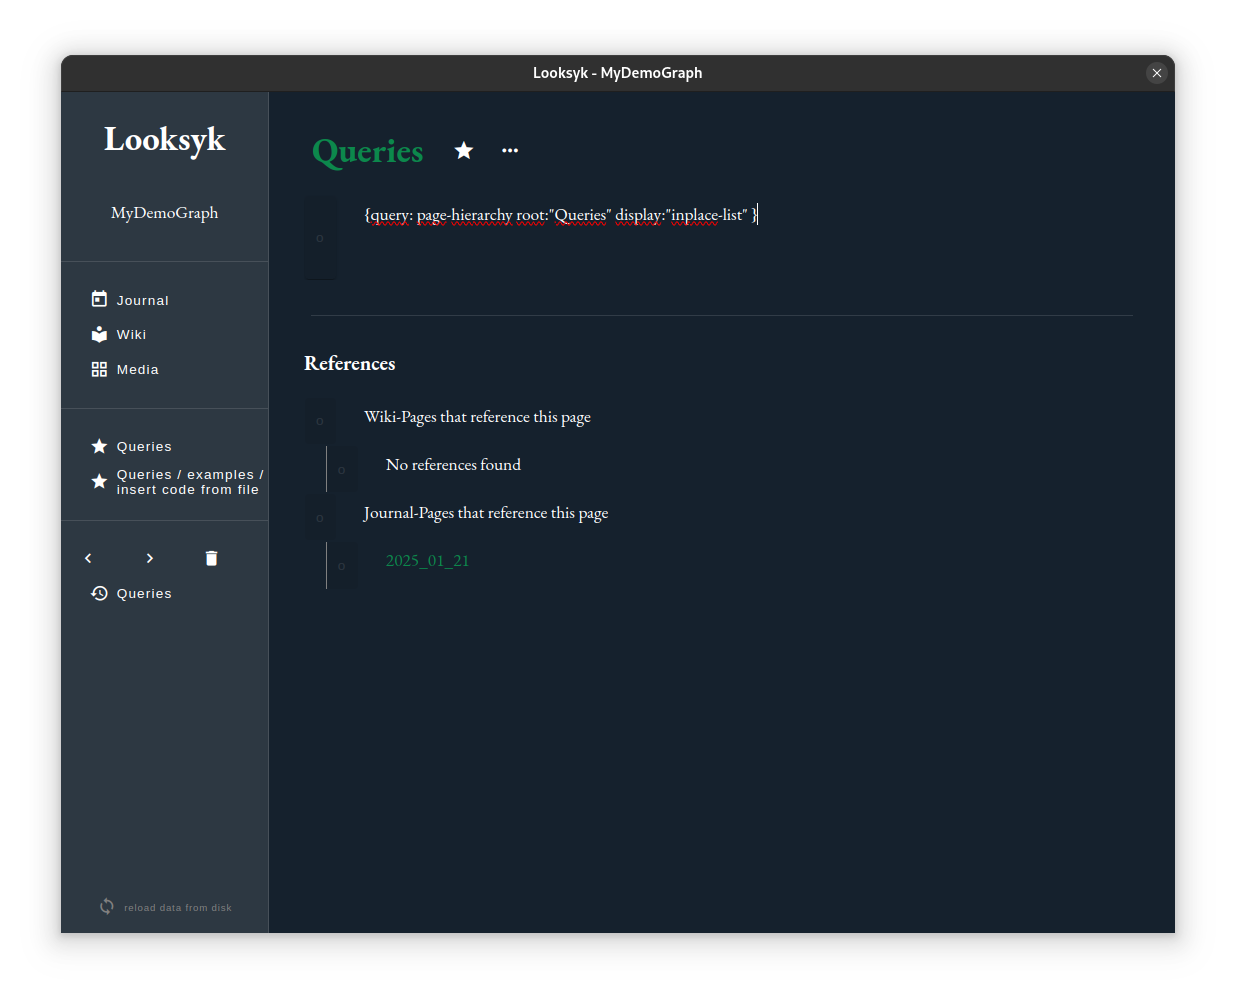 Looksyk - MyDemoGraph
Looksyk
MyDemoGraph
Journal
Wiki
Media
Queries
Queries / examples /
insert code from file
Queries
reload data from disk
Queries
{query: page-hierarchy root:"Queries" display:"inplace-list" }
References
Wiki-Pages that reference this page
No references found
Journal-Pages that reference this page
2025_01_21